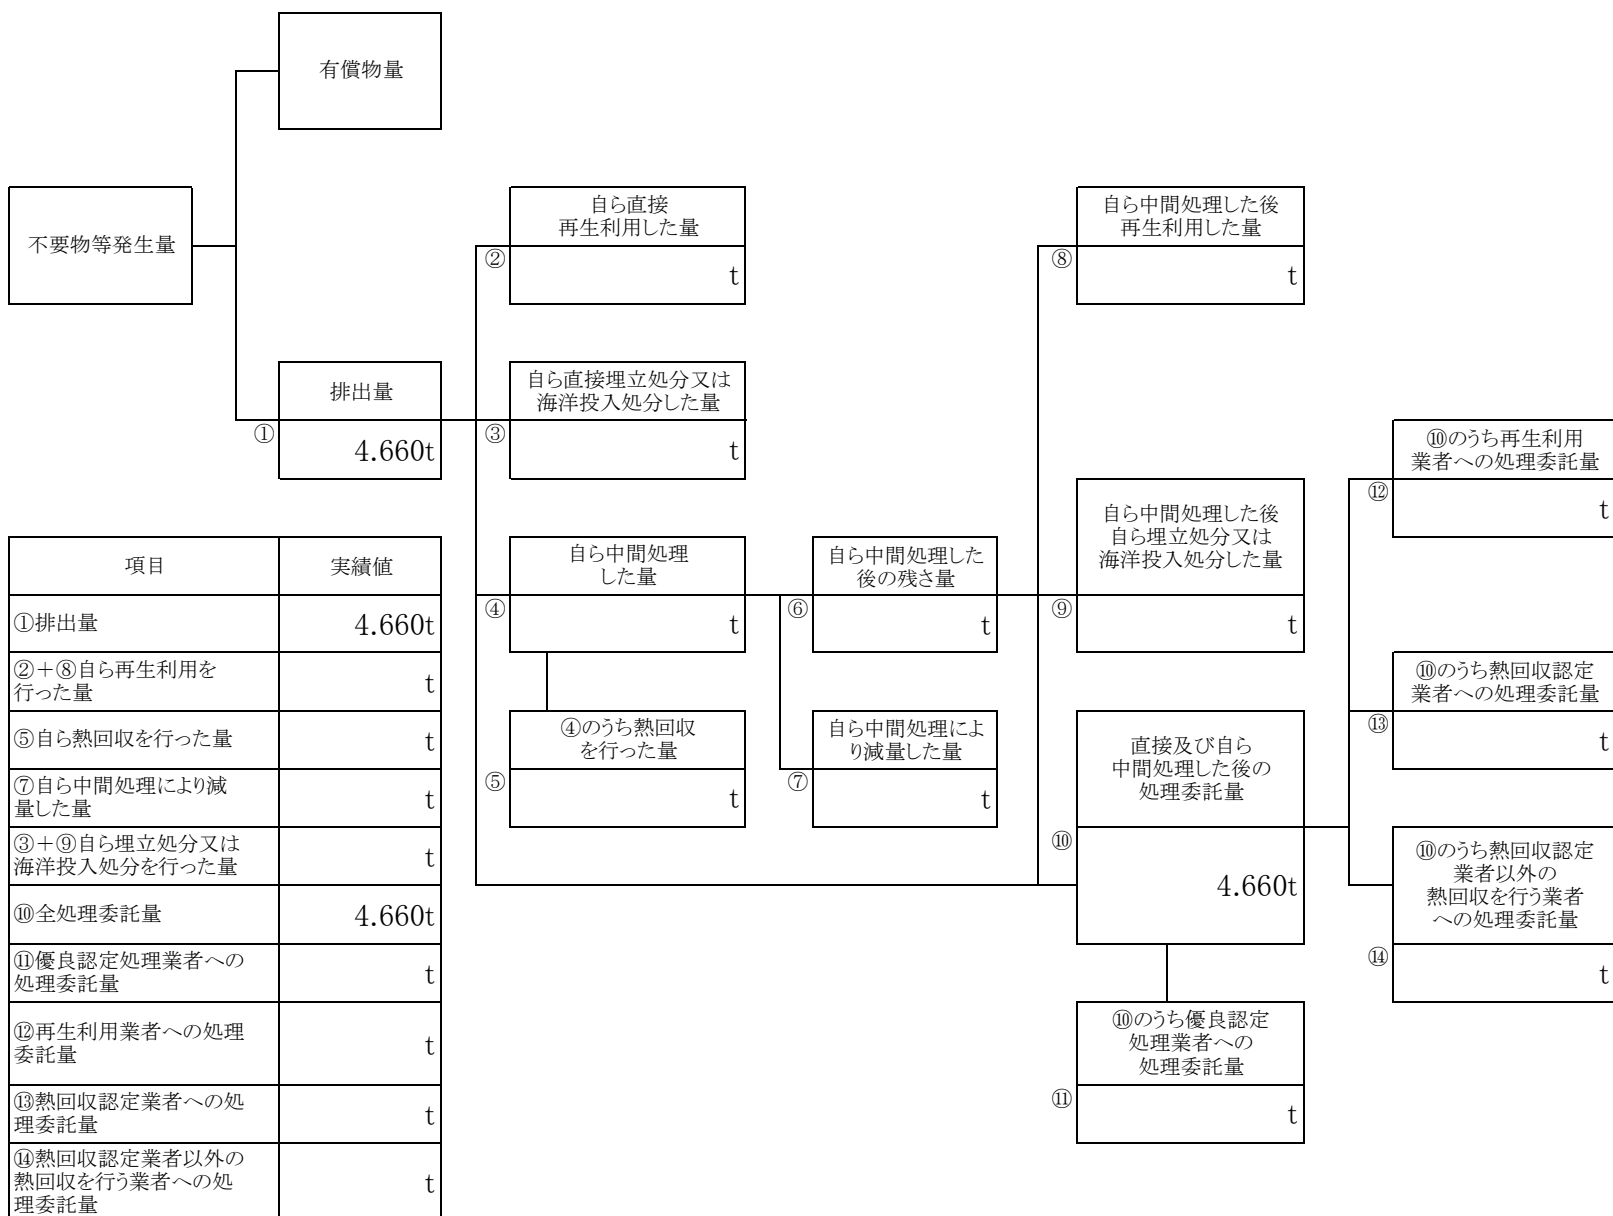 有償物量
不要物等発生量
排出量
①
4.660t
自ら直接
再生利用した量
②
t
自ら直接埋立処分又は
海洋投入処分した量
③
t
自ら中間処理
した量
④
t
④のうち熱回収
を行った量
⑤
t
自ら中間処理した
後の残さ量
⑥
t
自ら中間処理によ
り減量した量
⑦
t
自ら中間処理した後
再生利用した量
⑧
t
自ら中間処理した後
自ら埋立処分又は
海洋投入処分した量
⑨
t
直接及び自ら
中間処理した後の
処理委託量
⑩
4.660t
⑩のうち優良認定
処理業者への
処理委託量
⑪
t
⑩のうち再生利用
業者への処理委託量
⑫
t
⑩のうち熱回収認定
業者への処理委託量
⑬
t
⑩のうち熱回収認定
業者以外の
熱回収を行う業者
への処理委託量
⑭
t
項目 実績値
①排出量 4.660t
②＋⑧自ら再生利用を
行った量 t
⑤自ら熱回収を行った量 t
⑦自ら中間処理により減
量した量 t
③＋⑨自ら埋立処分又は
海洋投入処分を行った量 t
⑩全処理委託量 4.660t
⑪優良認定処理業者への
処理委託量 t
⑫再生利用業者への処理
委託量 t
⑬熱回収認定業者への処
理委託量 t
⑭熱回収認定業者以外の
熱回収を行う業者への処
理委託量 t